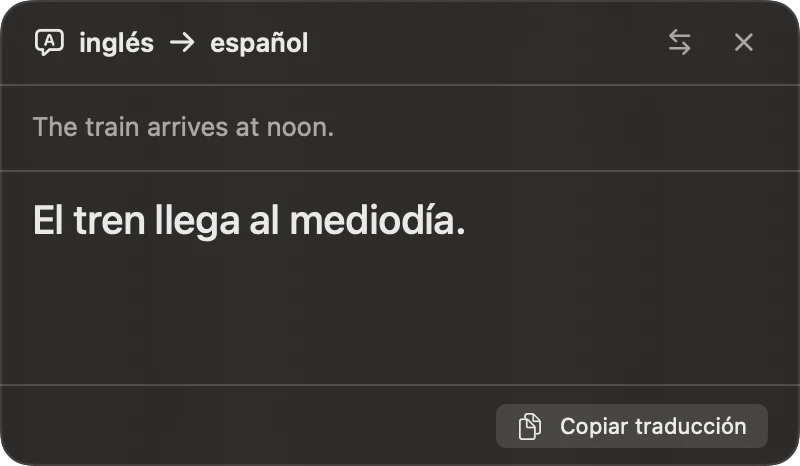 inglés → español
The train arrives at noon.
El tren llega al mediodía.
Copiar traducción